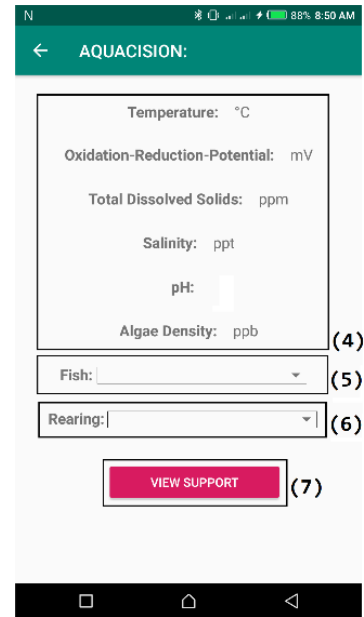 N 88% 8:50 AM
AQUACISION:
Temperature: °C
Oxidation-Reduction-Potential: mV
Total Dissolved Solids: ppm
Salinity: ppt
pH:
Algae Density: ppb
(4)
Fish:
(5)
Rearing:
(6)
VIEW SUPPORT
(7)